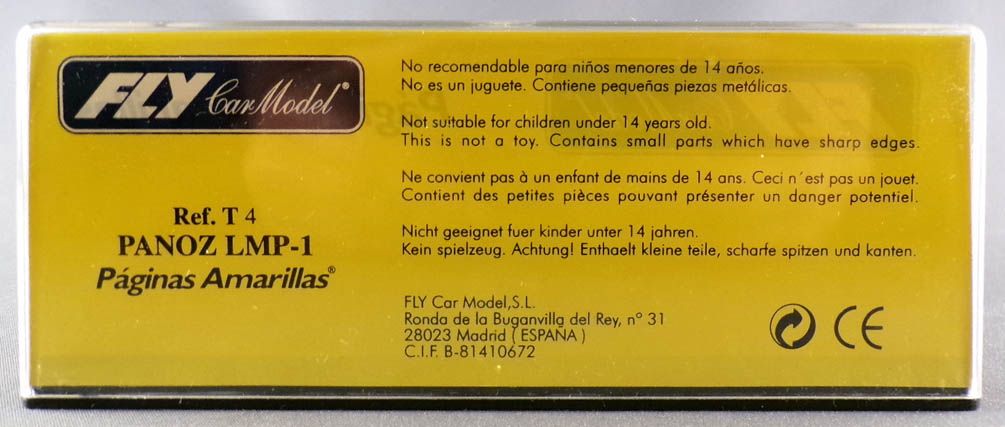 FLY Car Model®
Ref. T 4
PANOZ LMP-1
Páginas Amarillas®
No recomendable para niños menores de 14 años.
No es un juguete. Contiene pequeñas piezas metálicas.
Not suitable for children under 14 years old.
This is not a toy. Contains small parts which have sharp edges.
Ne convient pas à un enfant de mains de 14 ans. Ceci n´est pas un jouet.
Contient des petites pièces pouvant présenter un danger potentiel.
Nicht geeignet fuer kinder unter 14 jahren.
Kein spielzeug. Achtung! Enthaelt kleine teile, scharfe spitzen und kanten.
FLY Car Model,S.L.
Ronda de la Buganvillg del Rey, nº 31
28023 Madrid ( ESPAÑA )
C.I.F. B-81410672
CE